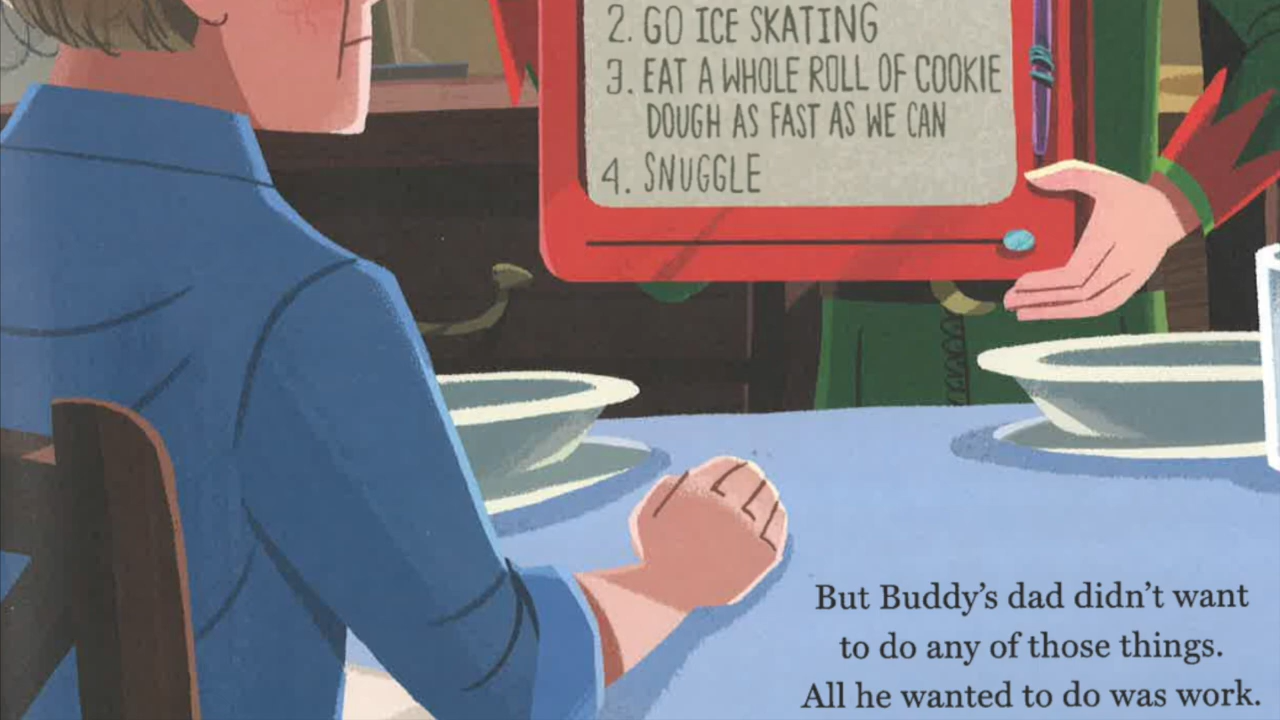 2. GO ICE SKATING
3. EAT A WHOLE ROLL OF COOKIE
DOUGH AS FAST AS WE CAN
4. SNUGGLE
But Buddy's dad didn't want
to do any of those things.
All he wanted to do was work.